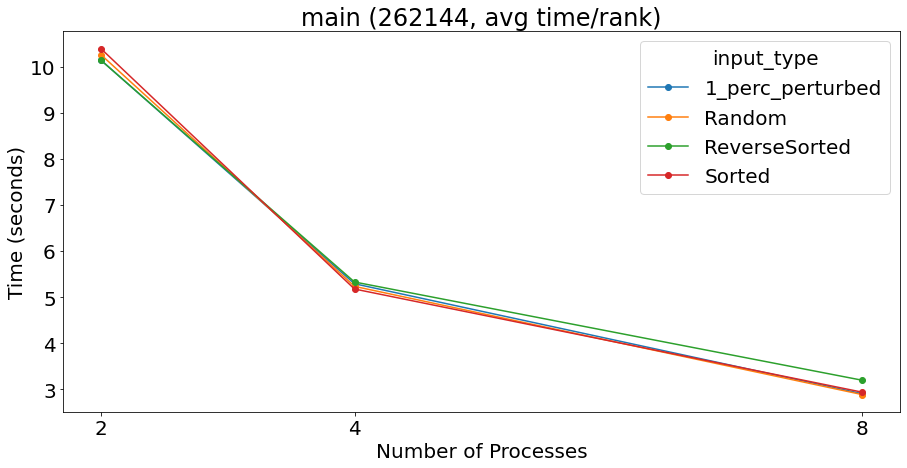 main (262144, avg time/rank)
input_type
1_perc_perturbed
Random
ReverseSorted
Sorted
Time (seconds)
10
9
8
7
6
5
4
3
2
4
8
Number of Processes